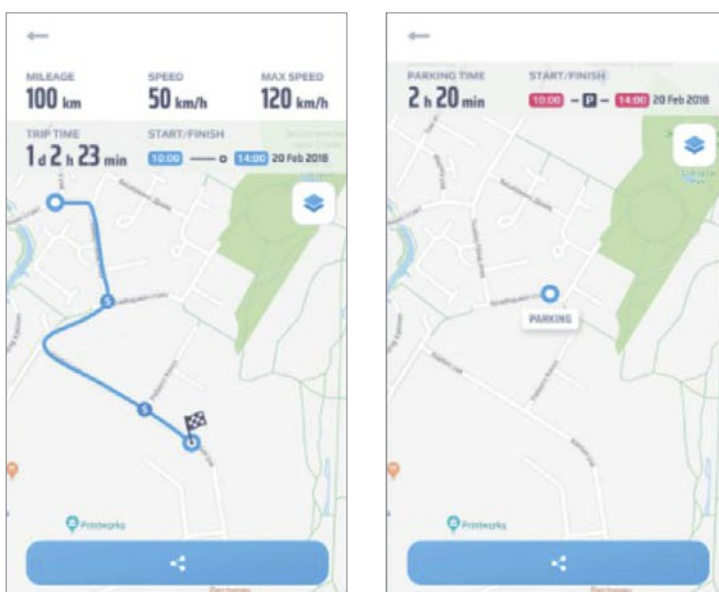 MILEAGE SPEED MAX SPEED
100 km 50 km/h 120 km/h
TRIP TIME START/FINISH
1 d 2 h 23 min 10:00 14:00 20 Feb 2018
S
S
Printworks
PARKING TIME START/FINISH
2 h 20 min 10:00 – P – 14:00 20 Feb 2018
PARKING
Printworks